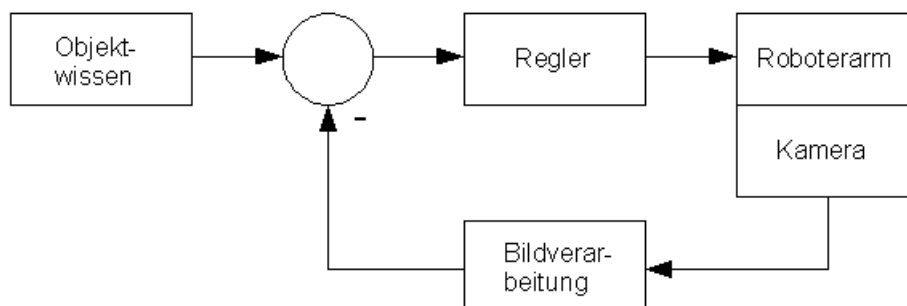 Objekt-
wissen
Regler
Roboterarm
-
Kamera
Bildverar-
beitung